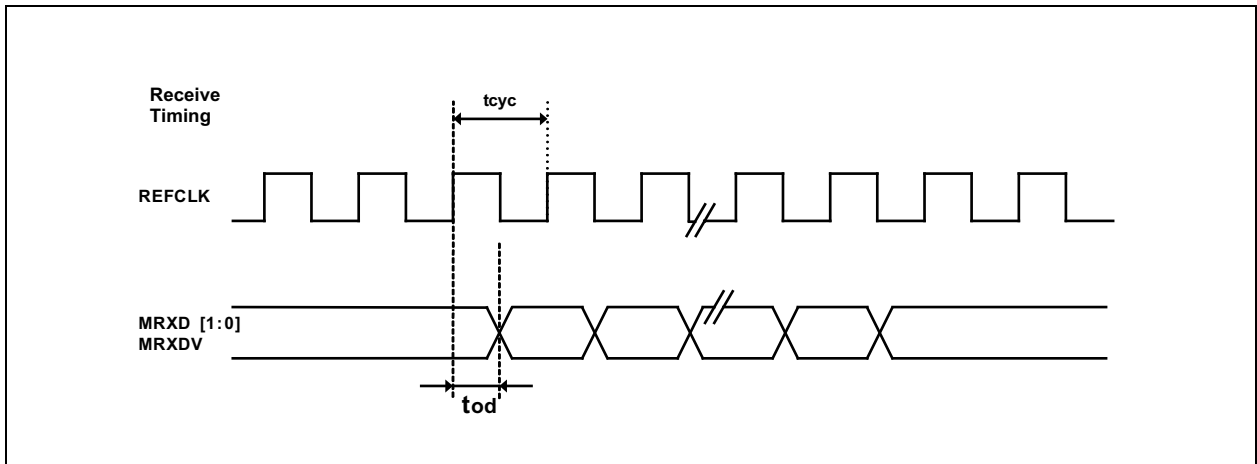 Receive
Timing
tcyc
REFCLK
MRXD [1:0]
MRXDV
tod